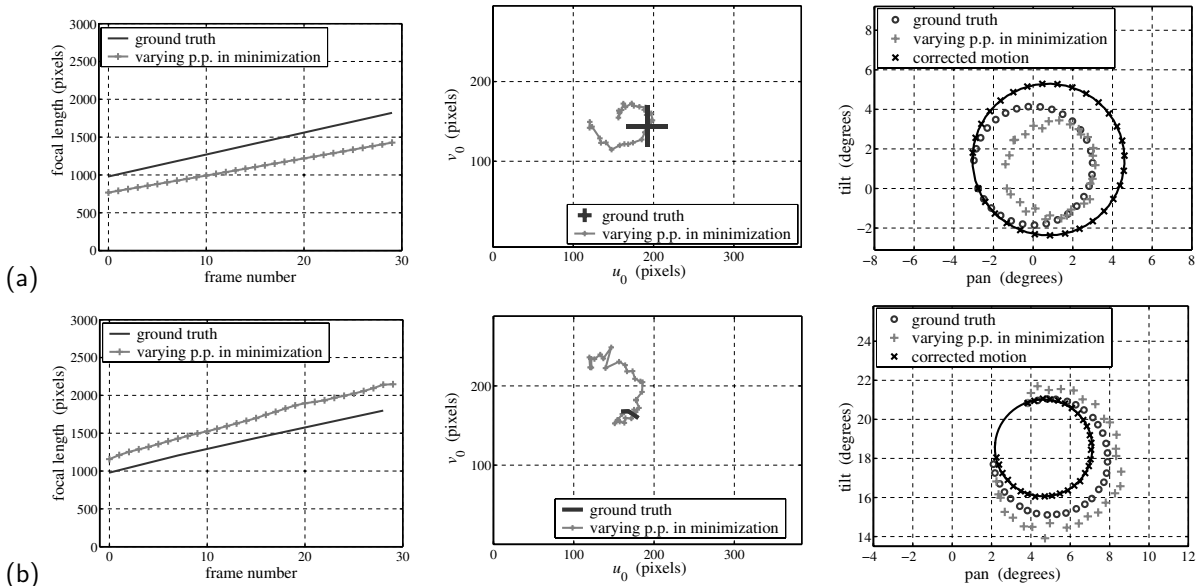 (a)
3000
2500
2000
1500
1000
500
0
0 10 20 30
focal length (pixels)
frame number
ground truth
varying p.p. in minimization
200
100
0 100 200 300
v0 (pixels)
u0 (pixels)
ground truth
varying p.p. in minimization
8
6
4
2
0
−2
−8 −6 −4 −2 0 2 4 6 8
tilt (degrees)
pan (degrees)
ground truth
varying p.p. in minimization
corrected motion
(b)
3000
2500
2000
1500
1000
500
0
0 10 20 30
focal length (pixels)
frame number
ground truth
varying p.p. in minimization
200
100
0 100 200 300
v0 (pixels)
u0 (pixels)
ground truth
varying p.p. in minimization
24
22
20
18
16
14
−4 −2 0 2 4 6 8 10 12
tilt (degrees)
pan (degrees)
ground truth
varying p.p. in minimization
corrected motion